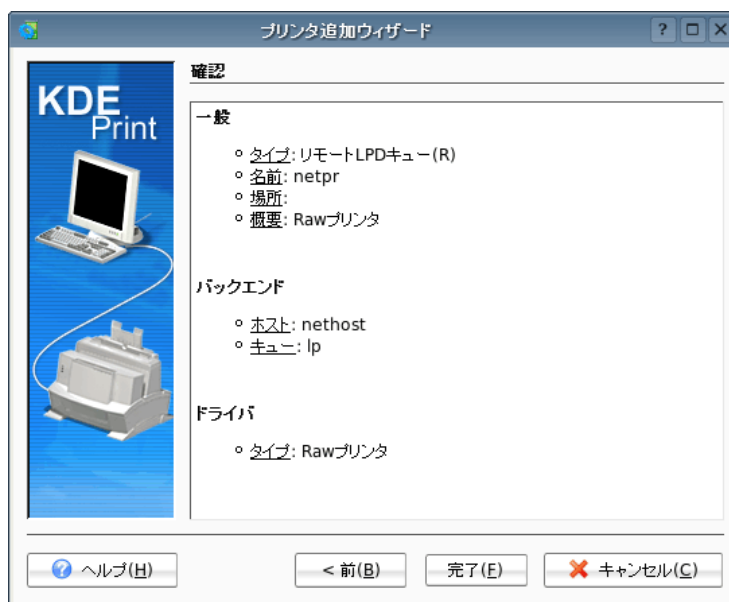 プリンタ追加ウィザード
KDE
Print
確認
一般
タイプ: リモートLPDキュー(R)
名前: netpr
場所:
概要: Rawプリンタ
バックエンド
ホスト: nethost
キュー: lp
ドライバ
タイプ: Rawプリンタ
ヘルプ(H)
< 前(B)
完了(F)
キャンセル(C)